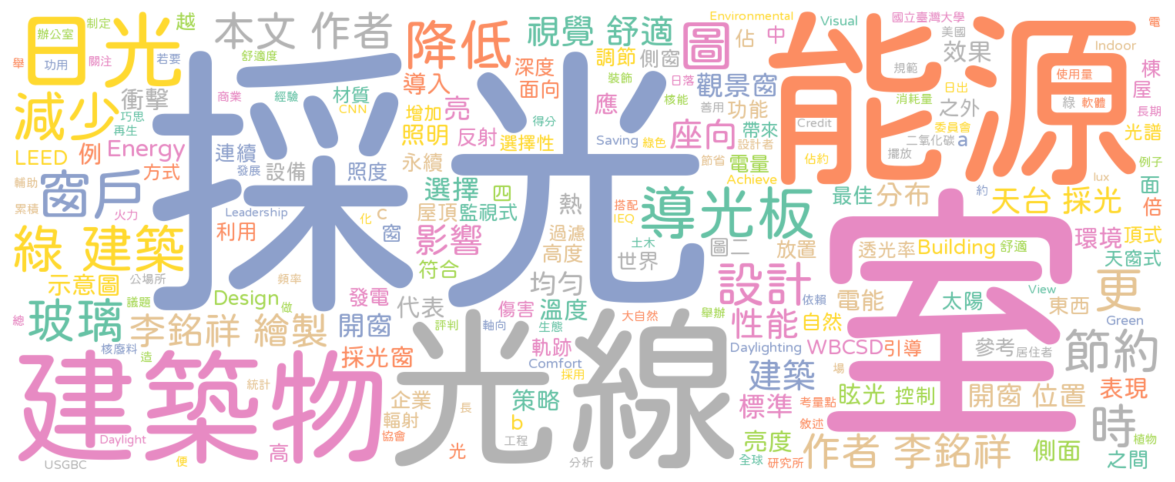 採光
能源
室
建築物
光線
日光
減少
綠 建築
窗戶
玻璃
降低
圖
導光板
設計
本文 作者
視覺 舒適
李銘祥 繪製
作者 李銘祥
節約
時
更
影響
性能
座向
觀景窗
天台 採光
建築
標準
策略
開窗 位置
開窗
採光窗
示意圖
衝擊
LEED
例
Energy
連續
設備
材質
照度
方式
利用
Design
發電
代表
均勻
溫度
傷害
軌跡
Comfort
企業
輻射
b
工程
光
長
分析
辦公室
制定
越
功用
關注
若要
舒適度
裝飾
日落
導入
深度
面向
增加
亮
照明
反射
選擇性
永續
選擇
四
屋頂
監視式
熱
過濾
高度
符合
搭配
IEQ
土木
世界
圖二
放置
大自然
調節
側窗
佔
中
應
功能
帶來
電量
核能
善用
Saving
綠色
設計者
節省
Achieve
得分
經驗
CNN
商業
巧思
再生
舉
輔助
發展
累積
火力
Leadership
化
C
窗
公場所
頻率
議題
做
總
核廢料
造
統計
評判
生態
軸向
採用
Daylight
USGBC
便
高
協會
Environmental
Visual
國立臺灣大學
美國
效果
Indoor
電
棟
屋
規範
使用量
日出
消耗量
綠
軟體
長期
之外
Credit
委員會
二氧化碳
a
光譜
佔約
擺放
例子
約
lux
面
倍
最佳
分布
透光率
Building
舒適
環境
頂式
天窗式
View
依賴
電能
太陽
東西
自然
舉辦
Green
Daylighting
WBCSD
引導
參考
居住者
場
眩光
控制
考量點
表現
敘述
亮度
側面
之間
植物
全球
研究所